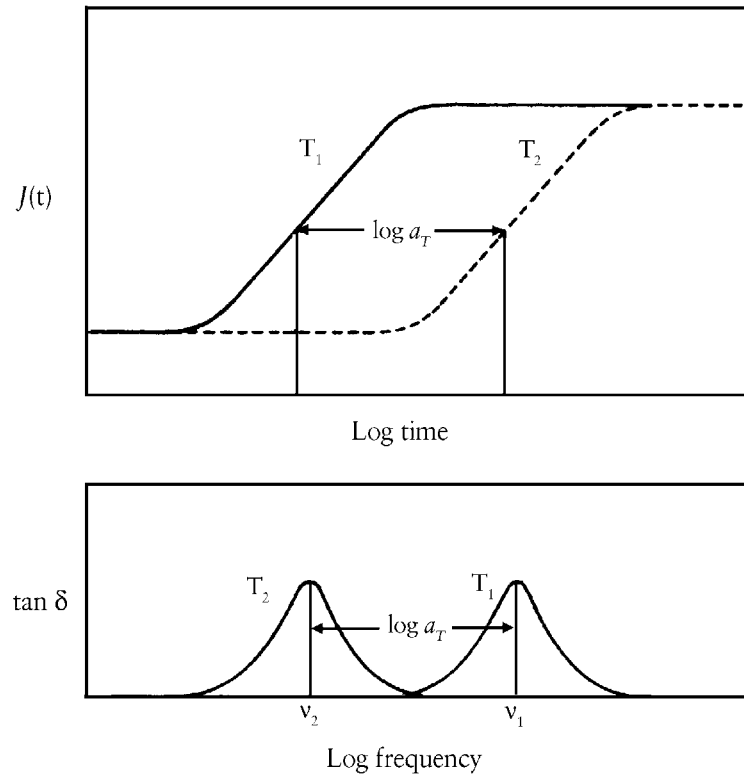 T₁
T₂
J(t)
log a_T
Log time
T₂
T₁
tan δ
log a_T
ν₂
ν₁
Log frequency